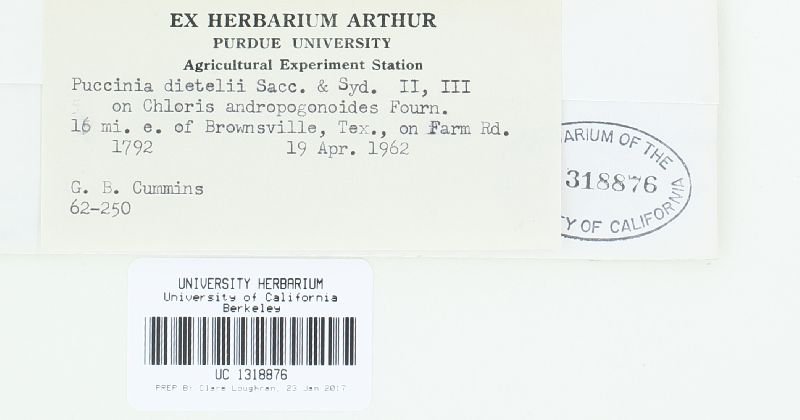 EX HERBARIUM ARTHUR
PURDUE UNIVERSITY
Agricultural Experiment Station
Puccinia dietelii Sacc. & Syd. II, III
on Chloris andropogonoides Fourn.
16 mi. e. of Brownsville, Tex., on Farm Rd.
1792 19 Apr. 1962
G. B. Cummins
62-250
ARIUM OF THE
318876
TY OF CALIFORNIA
UNIVERSITY HERBARIUM
University of California
Berkeley
UC 1318876
PREP BY Clare Loughran, 23 Jan 2017